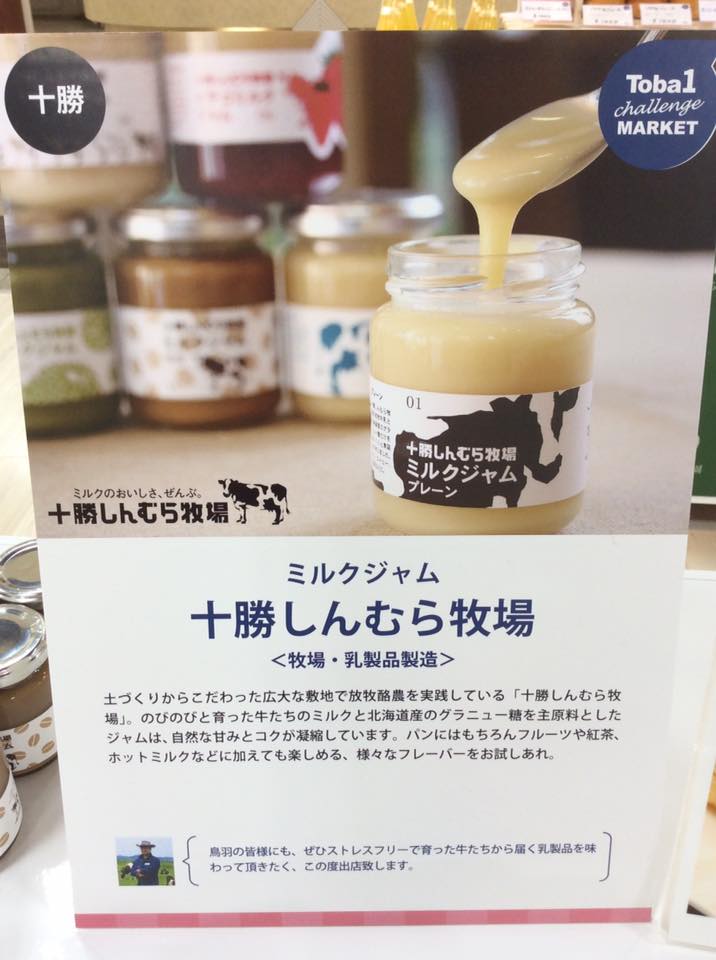 十勝
Toba1
challenge
MARKET
01
十勝しんむら牧場
ミルクジャム
プレーン
ミルクのおいしさ、ぜんぶ。
十勝しんむら牧場
ミルクジャム
十勝しんむら牧場
＜牧場・乳製品製造＞
土づくりからこだわった広大な敷地で放牧酪農を実践している「十勝しんむら牧
場」。のびのびと育った牛たちのミルクと北海道産のグラニュー糖を主原料とした
ジャムは、自然な甘みとコクが凝縮しています。パンにはもちろんフルーツや紅茶、
ホットミルクなどに加えても楽しめる、様々なフレーバーをお試しあれ。
鳥羽の皆様にも、ぜひストレスフリーで育った牛たちから届く乳製品を味
わって頂きたく、この度出店致します。